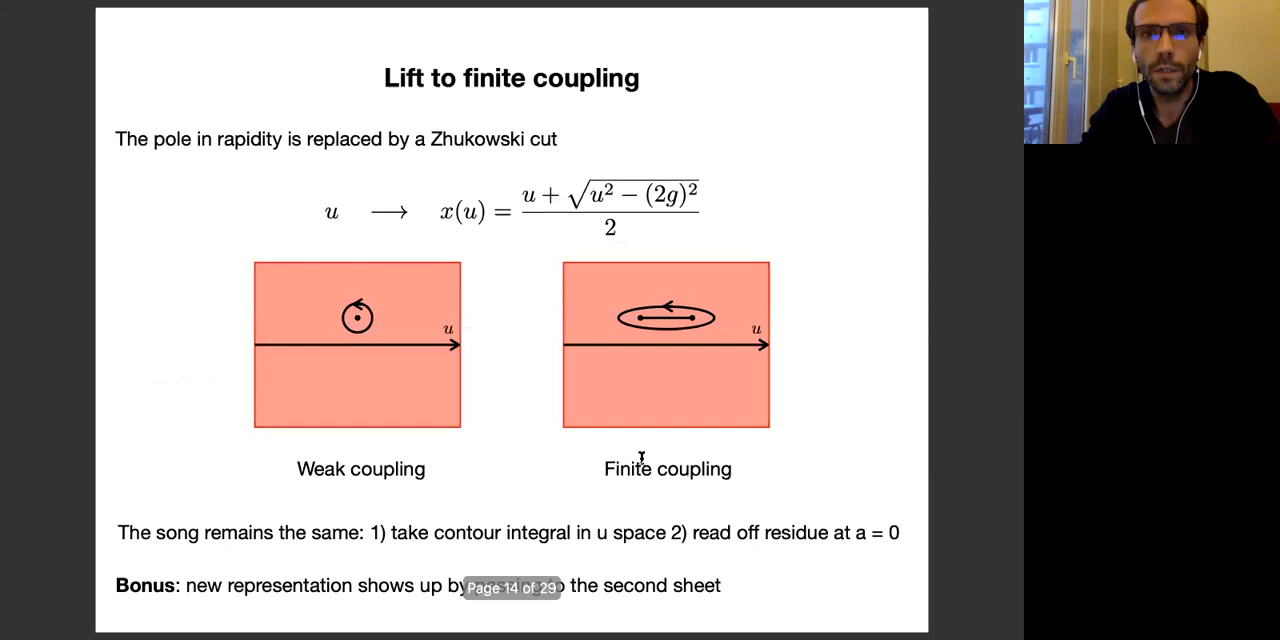 Lift to finite coupling
The pole in rapidity is replaced by a Zhukowski cut
u ⟶ x(u) = (u + √(u² − (2g)²)) / 2
u
u
Weak coupling
Finite coupling
The song remains the same: 1) take contour integral in u space 2) read off residue at a = 0
Bonus: new representation shows up by to the second sheet
Page 14 of 29